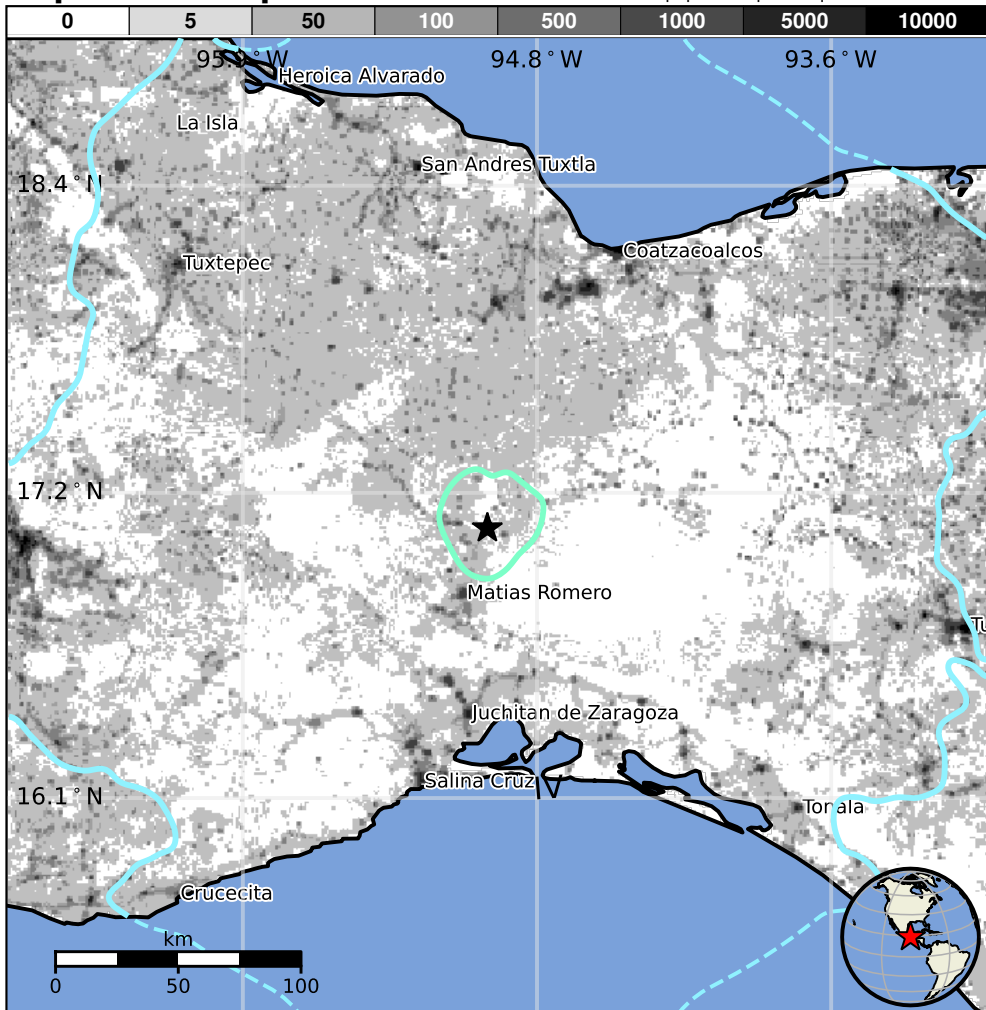 0 5 50 100 500 1000 5000 10000
95.9°W 94.8°W 93.6°W
Heroica Alvarado
La Isla
San Andres Tuxtla
18.4°N
Coatzacoalcos
Tuxtepec
17.2°N
Matias Romero
Juchitan de Zaragoza
Salina Cruz
16.1°N
Tonala
Crucecita
km
0 50 100